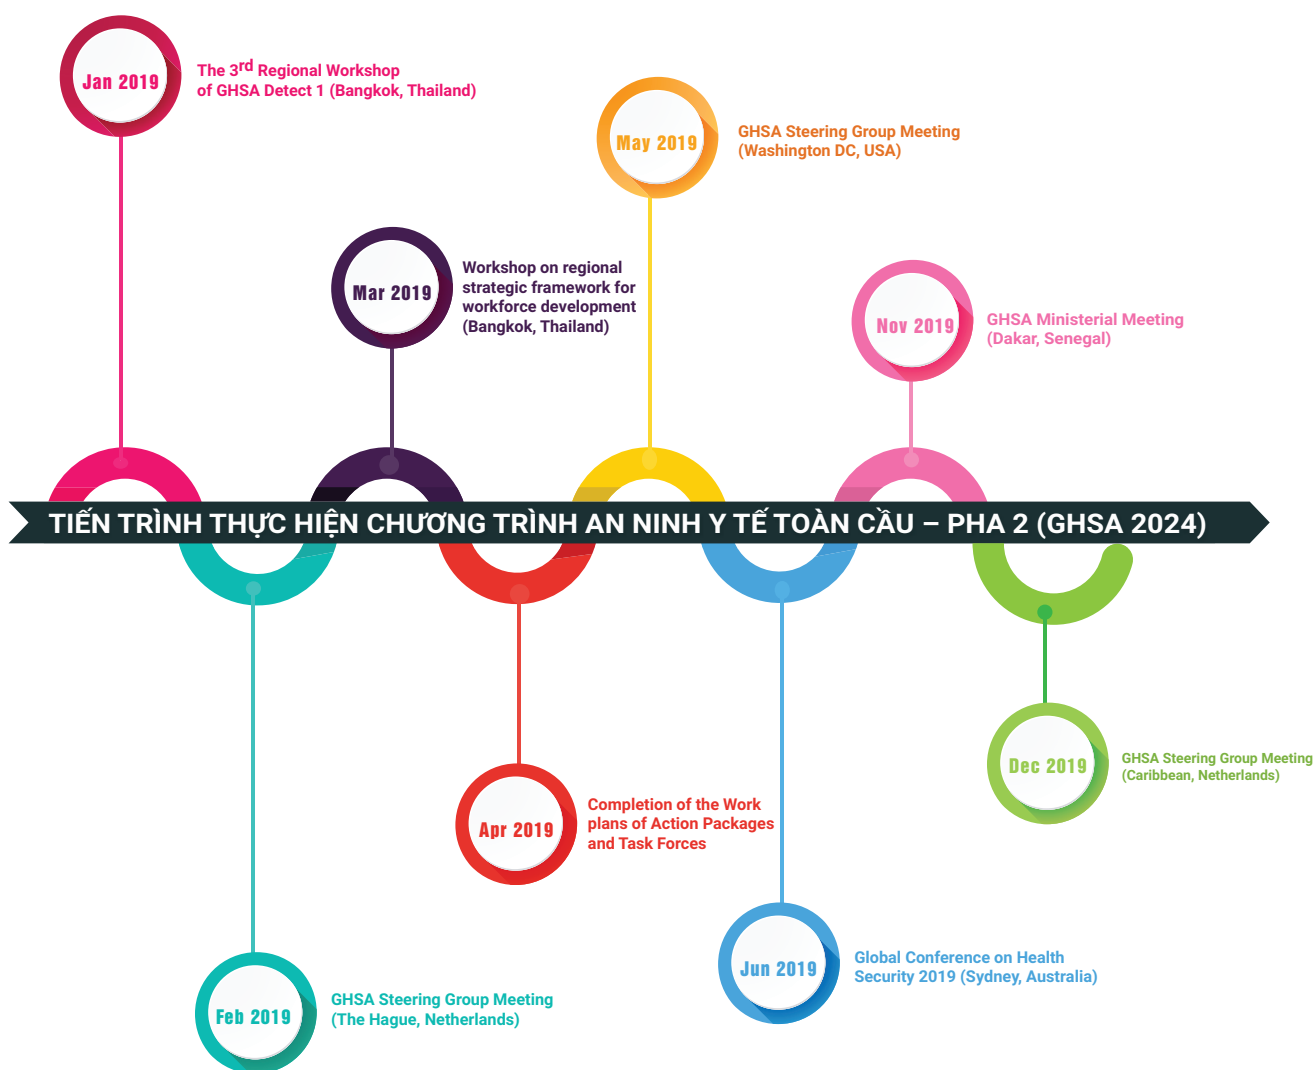 Jan 2019
The 3rd Regional Workshop
of GHSA Detect 1 (Bangkok, Thailand)
May 2019
GHSA Steering Group Meeting
(Washington DC, USA)
Mar 2019
Workshop on regional
strategic framework for
workforce development
(Bangkok, Thailand)
Nov 2019
GHSA Ministerial Meeting
(Dakar, Senegal)
TIẾN TRÌNH THỰC HIỆN CHƯƠNG TRÌNH AN NINH Y TẾ TOÀN CẦU – PHA 2 (GHSA 2024)
Dec 2019
GHSA Steering Group Meeting
(Caribbean, Netherlands)
Apr 2019
Completion of the Work
plans of Action Packages
and Task Forces
Jun 2019
Global Conference on Health
Security 2019 (Sydney, Australia)
Feb 2019
GHSA Steering Group Meeting
(The Hague, Netherlands)